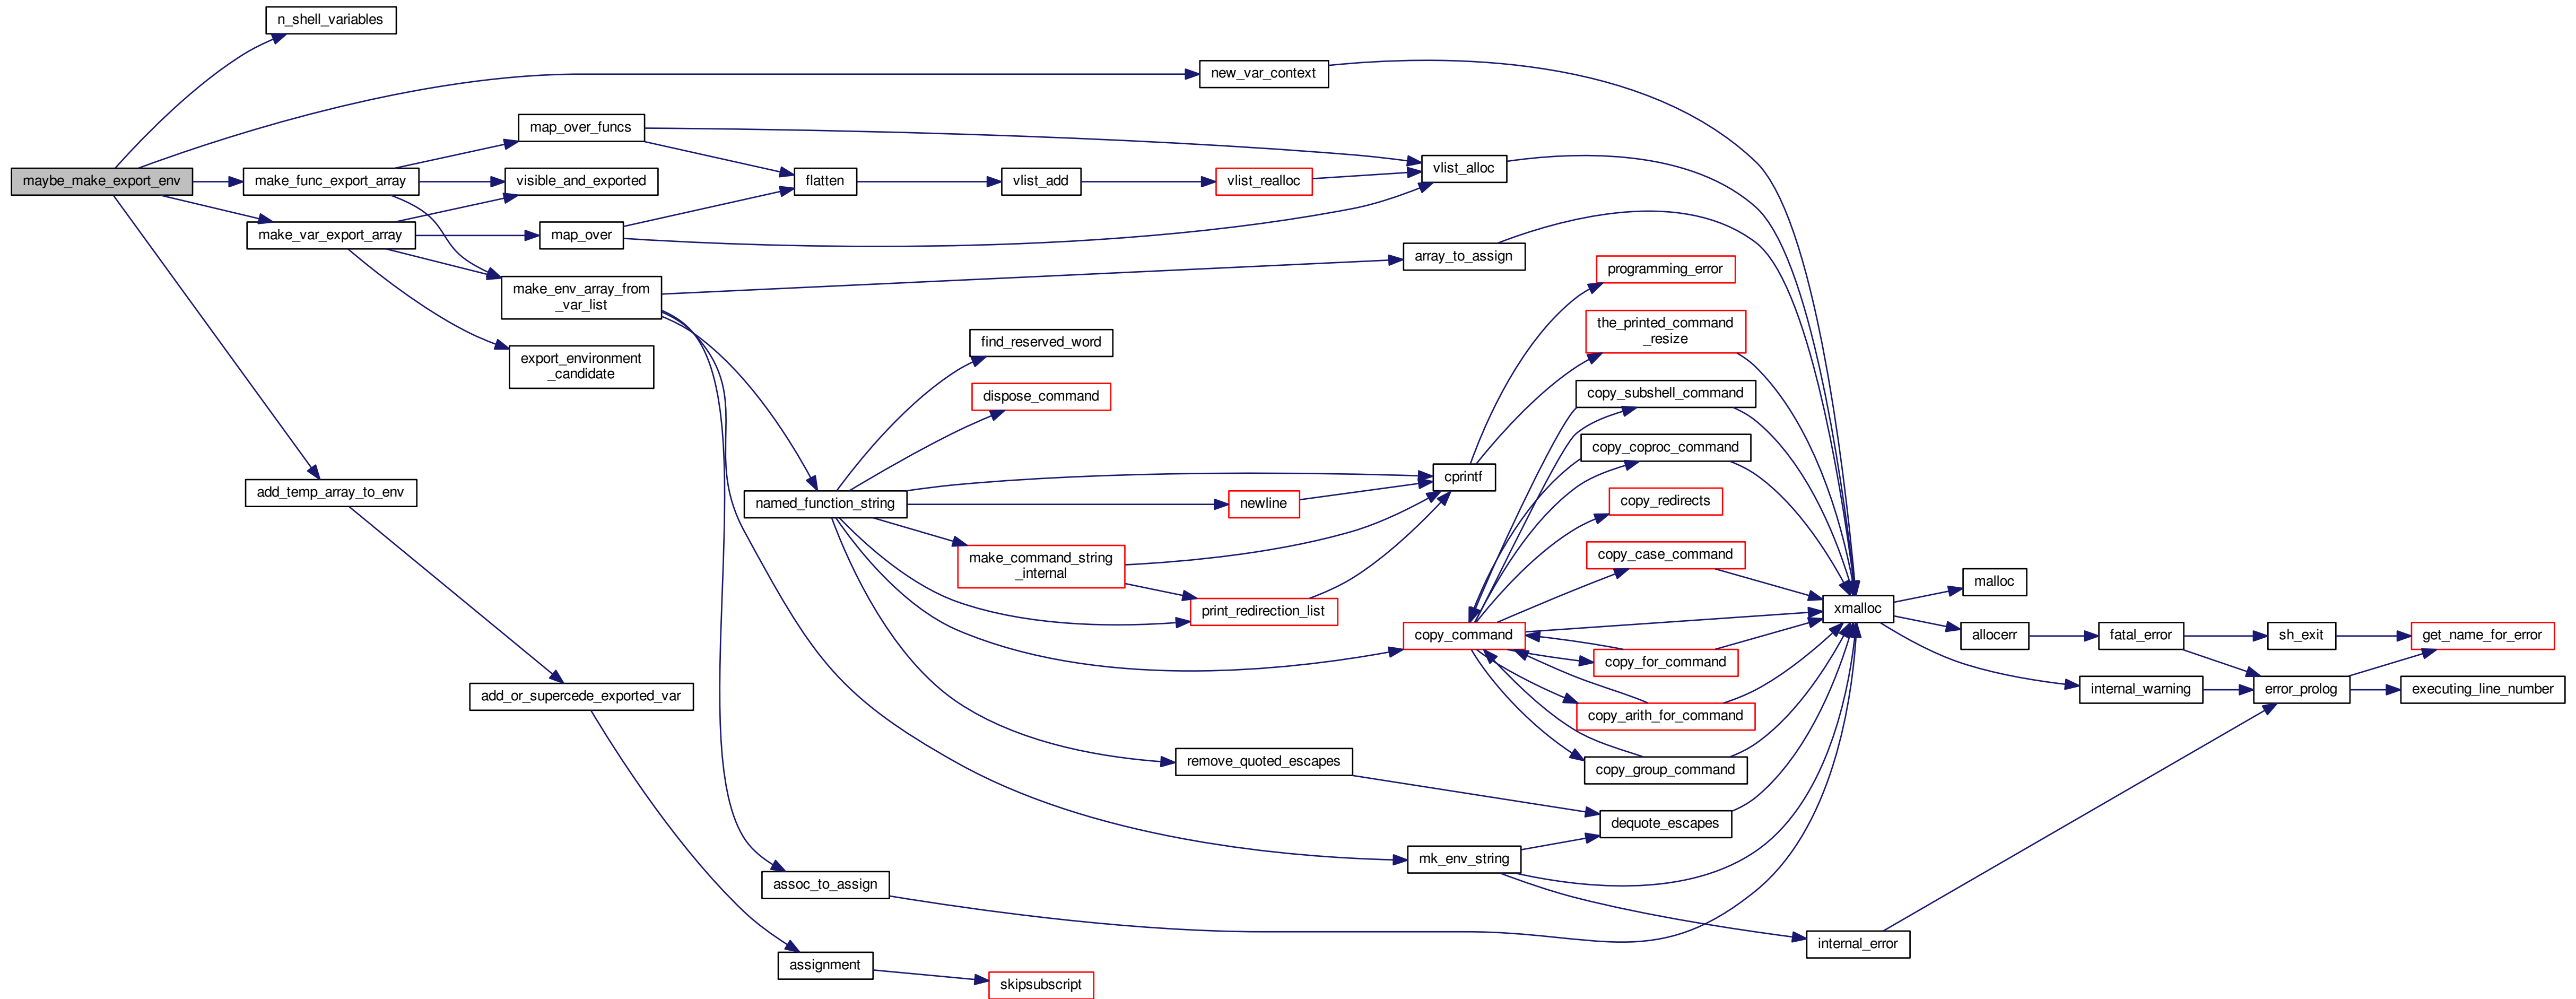 n_shell_variables
new_var_context
map_over_funcs
vlist_alloc
maybe_make_export_env
make_func_export_array
visible_and_exported
flatten
vlist_add
vlist_realloc
make_var_export_array
map_over
array_to_assign
programming_error
make_env_array_from
_var_list
the_printed_command
_resize
find_reserved_word
export_environment
_candidate
dispose_command
copy_subshell_command
copy_coproc_command
cprintf
add_temp_array_to_env
named_function_string
newline
copy_redirects
make_command_string
_internal
copy_case_command
malloc
print_redirection_list
xmalloc
copy_command
allocerr
fatal_error
sh_exit
get_name_for_error
copy_for_command
add_or_supercede_exported_var
internal_warning
error_prolog
executing_line_number
copy_arith_for_command
remove_quoted_escapes
copy_group_command
dequote_escapes
mk_env_string
assoc_to_assign
internal_error
assignment
skipsubscript